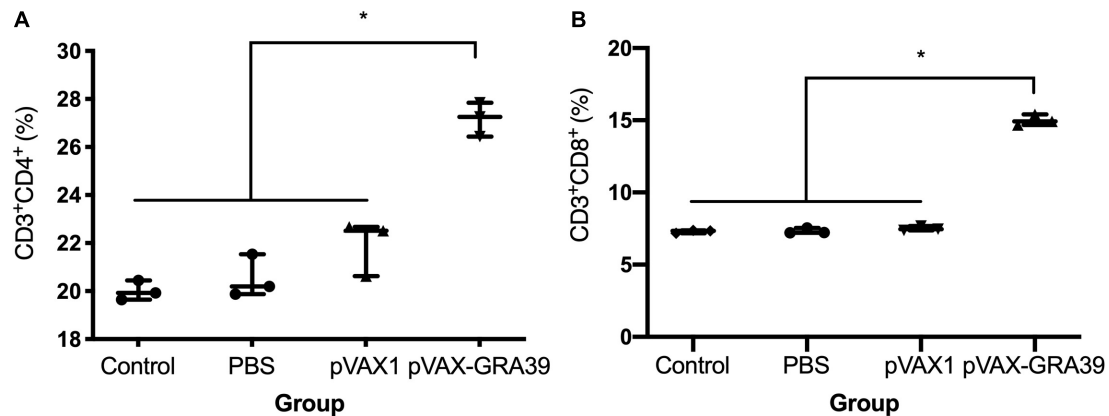 A
*
CD3⁺CD4⁺ (%)
30
28
26
24
22
20
18
Control PBS pVAX1 pVAX-GRA39
Group
B
*
CD3⁺CD8⁺ (%)
20
15
10
5
0
Control PBS pVAX1 pVAX-GRA39
Group